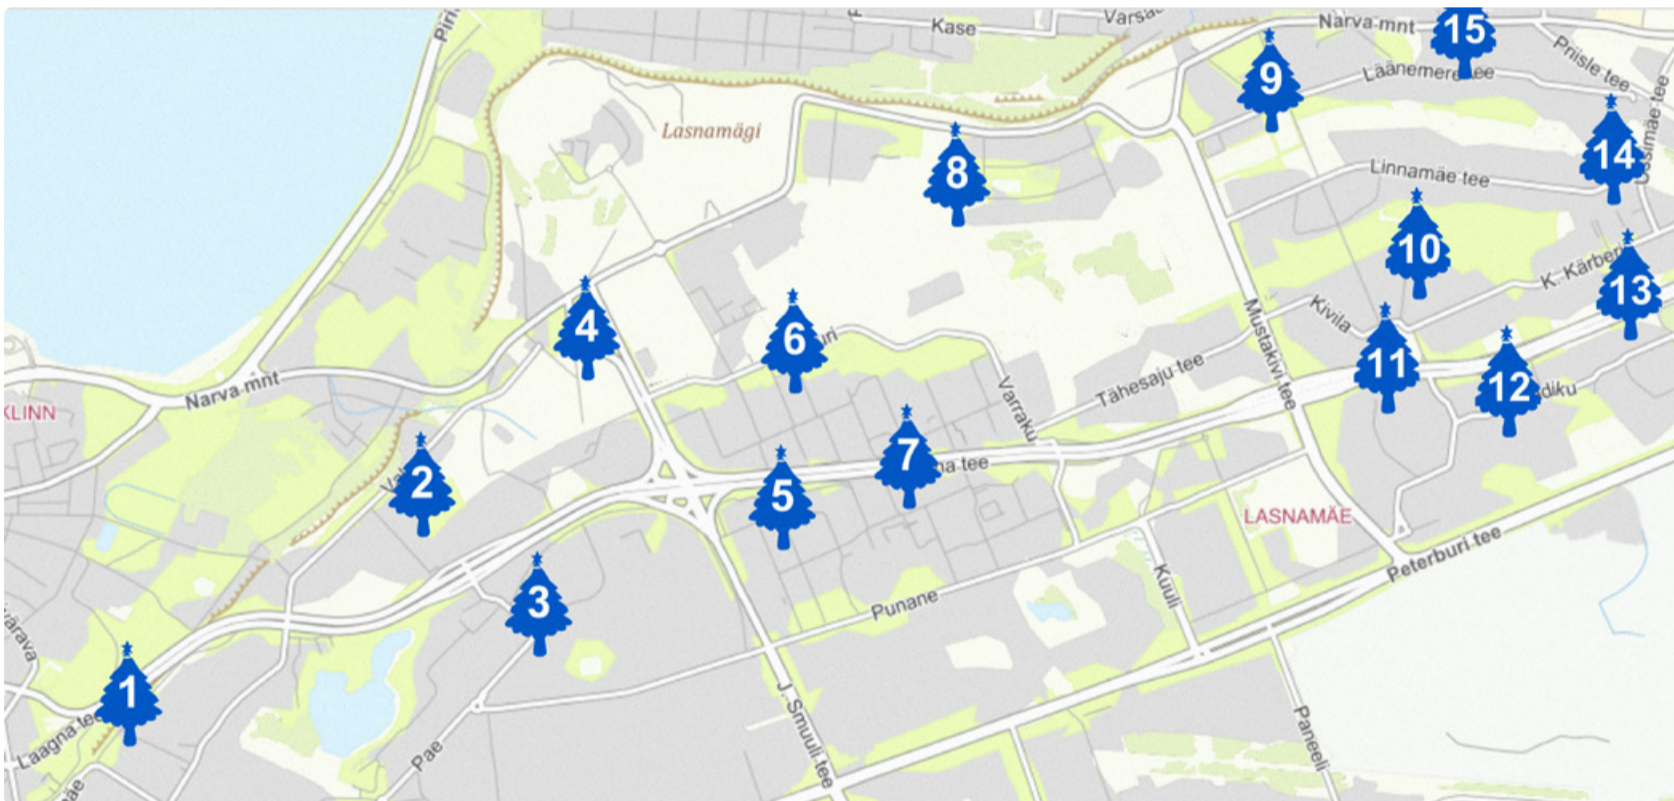 Kase
Narva mnt
15
Priisle tee
9
Läänemere tee
Lasnamägi
14
8
Linnamäe tee
10
K. Kärberi
13
4
6
Kivila
11
Mustakivi tee
Tähesaju tee
12
Narva mnt
Varraku
7
2
5
LASNAMÄE
Peterburi tee
3
Punane
Kuuli
1
Laagna tee
Pae
J. Smuuli tee
Paneeli